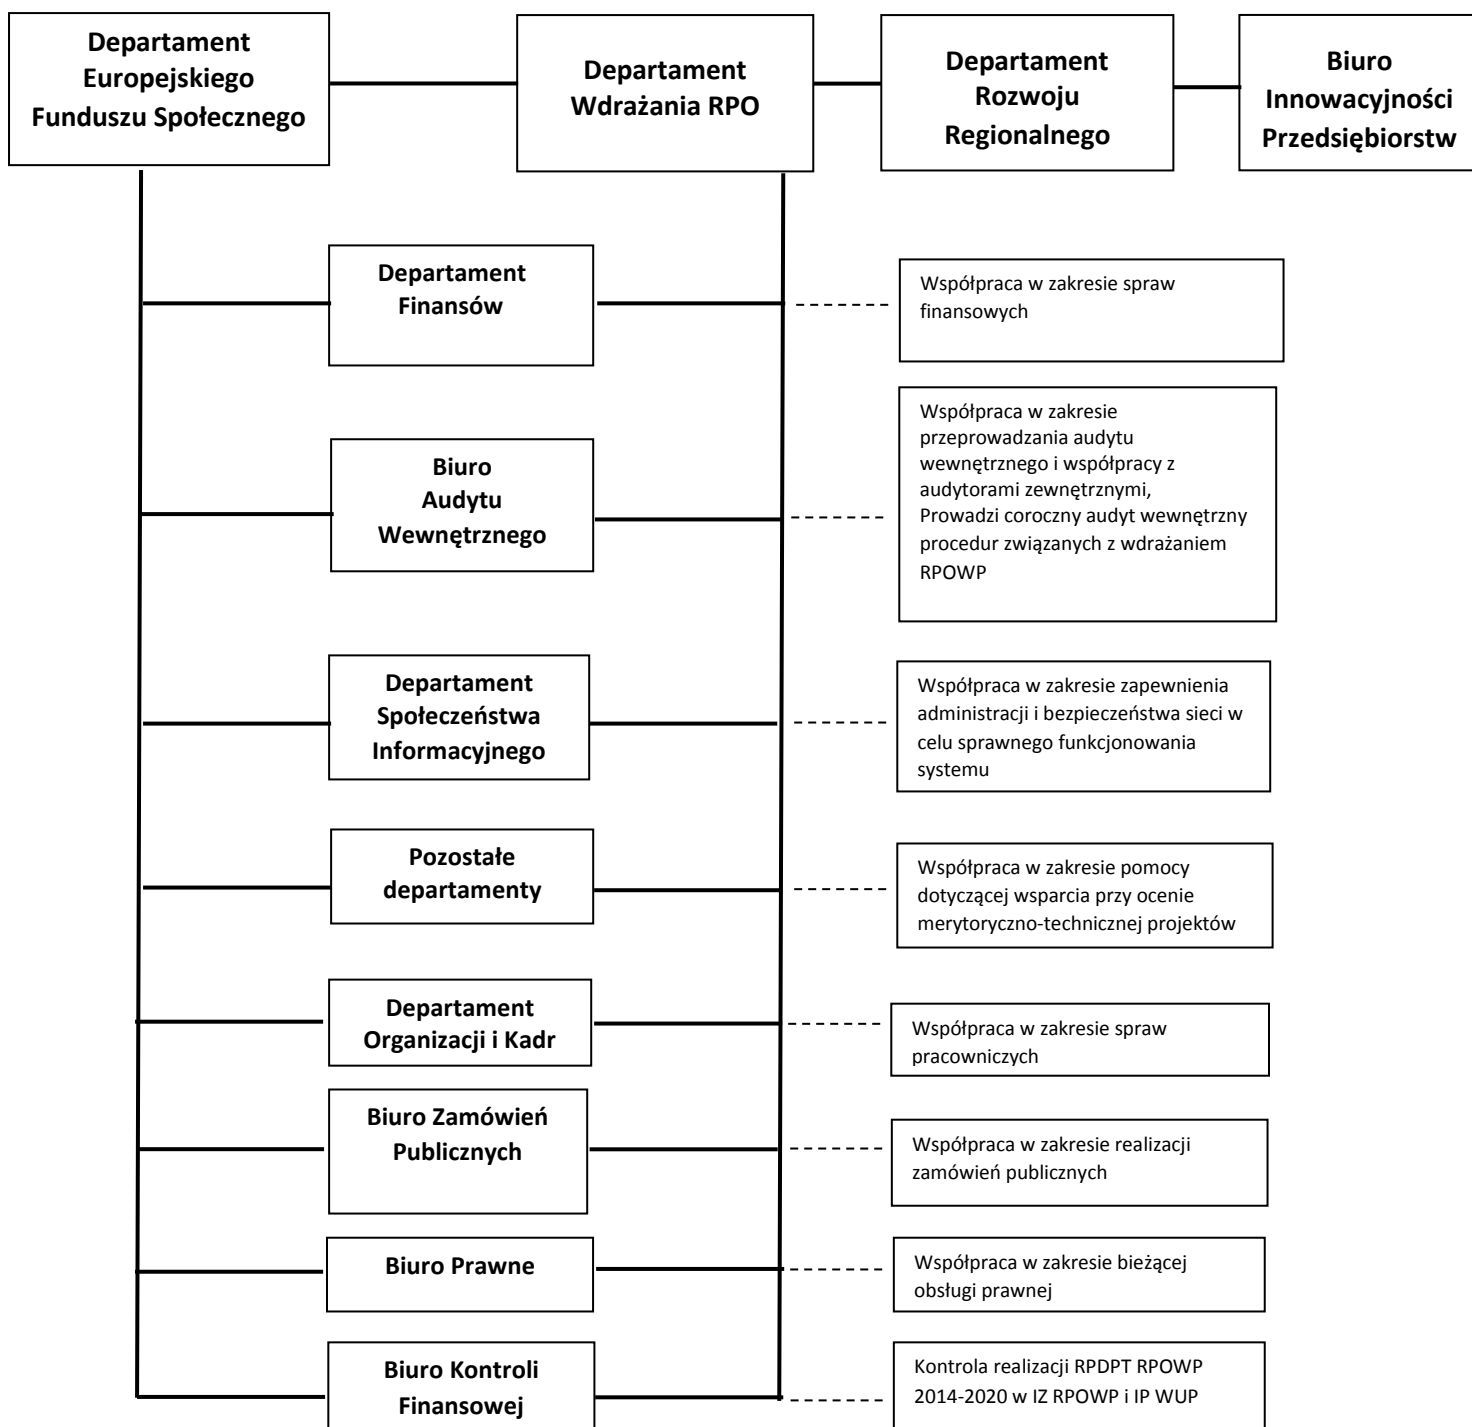 Departament
Europejskiego
Funduszu Społecznego
Departament
Wdrażania RPO
Departament
Rozwoju
Regionalnego
Biuro
Innowacyjności
Przedsiębiorstw
Departament
Finansów
Współpraca w zakresie spraw
finansowych
Biuro
Audytu
Wewnętrznego
Współpraca w zakresie
przeprowadzania audytu
wewnętrznego i współpracy z
audytorami zewnętrznymi,
Prowadzi coroczny audyt wewnętrzny
procedur związanych z wdrażaniem
RPOWP
Departament
Społeczeństwa
Informacyjnego
Współpraca w zakresie zapewnienia
administracji i bezpieczeństwa sieci w
celu sprawnego funkcjonowania
systemu
Pozostałe
departamenty
Współpraca w zakresie pomocy
dotyczącej wsparcia przy ocenie
merytoryczno-technicznej projektów
Departament
Organizacji i Kadr
Współpraca w zakresie spraw
pracowniczych
Biuro Zamówień
Publicznych
Współpraca w zakresie realizacji
zamówień publicznych
Biuro Prawne
Współpraca w zakresie bieżącej
obsługi prawnej
Biuro Kontroli
Finansowej
Kontrola realizacji RPDPT RPOWP
2014-2020 w IZ RPOWP i IP WUP